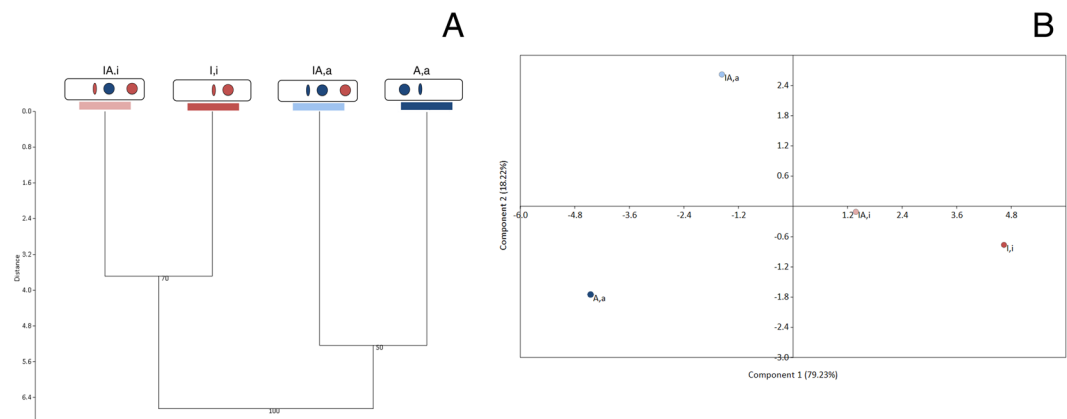 A
IA.i
I,i
IA,a
A,a
0.0
0.8
1.6
2.4
3.2
4.0
4.8
5.6
6.4
Distance
70
50
100
B
2.4
1.8
1.2
0.6
-0.6
-1.2
-1.8
-2.4
-3.0
-6.0
-4.8
-3.6
-2.4
-1.2
1.2
2.4
3.6
4.8
IA,a
IA,i
I,i
A,a
Component 2 (18.22%)
Component 1 (79.23%)